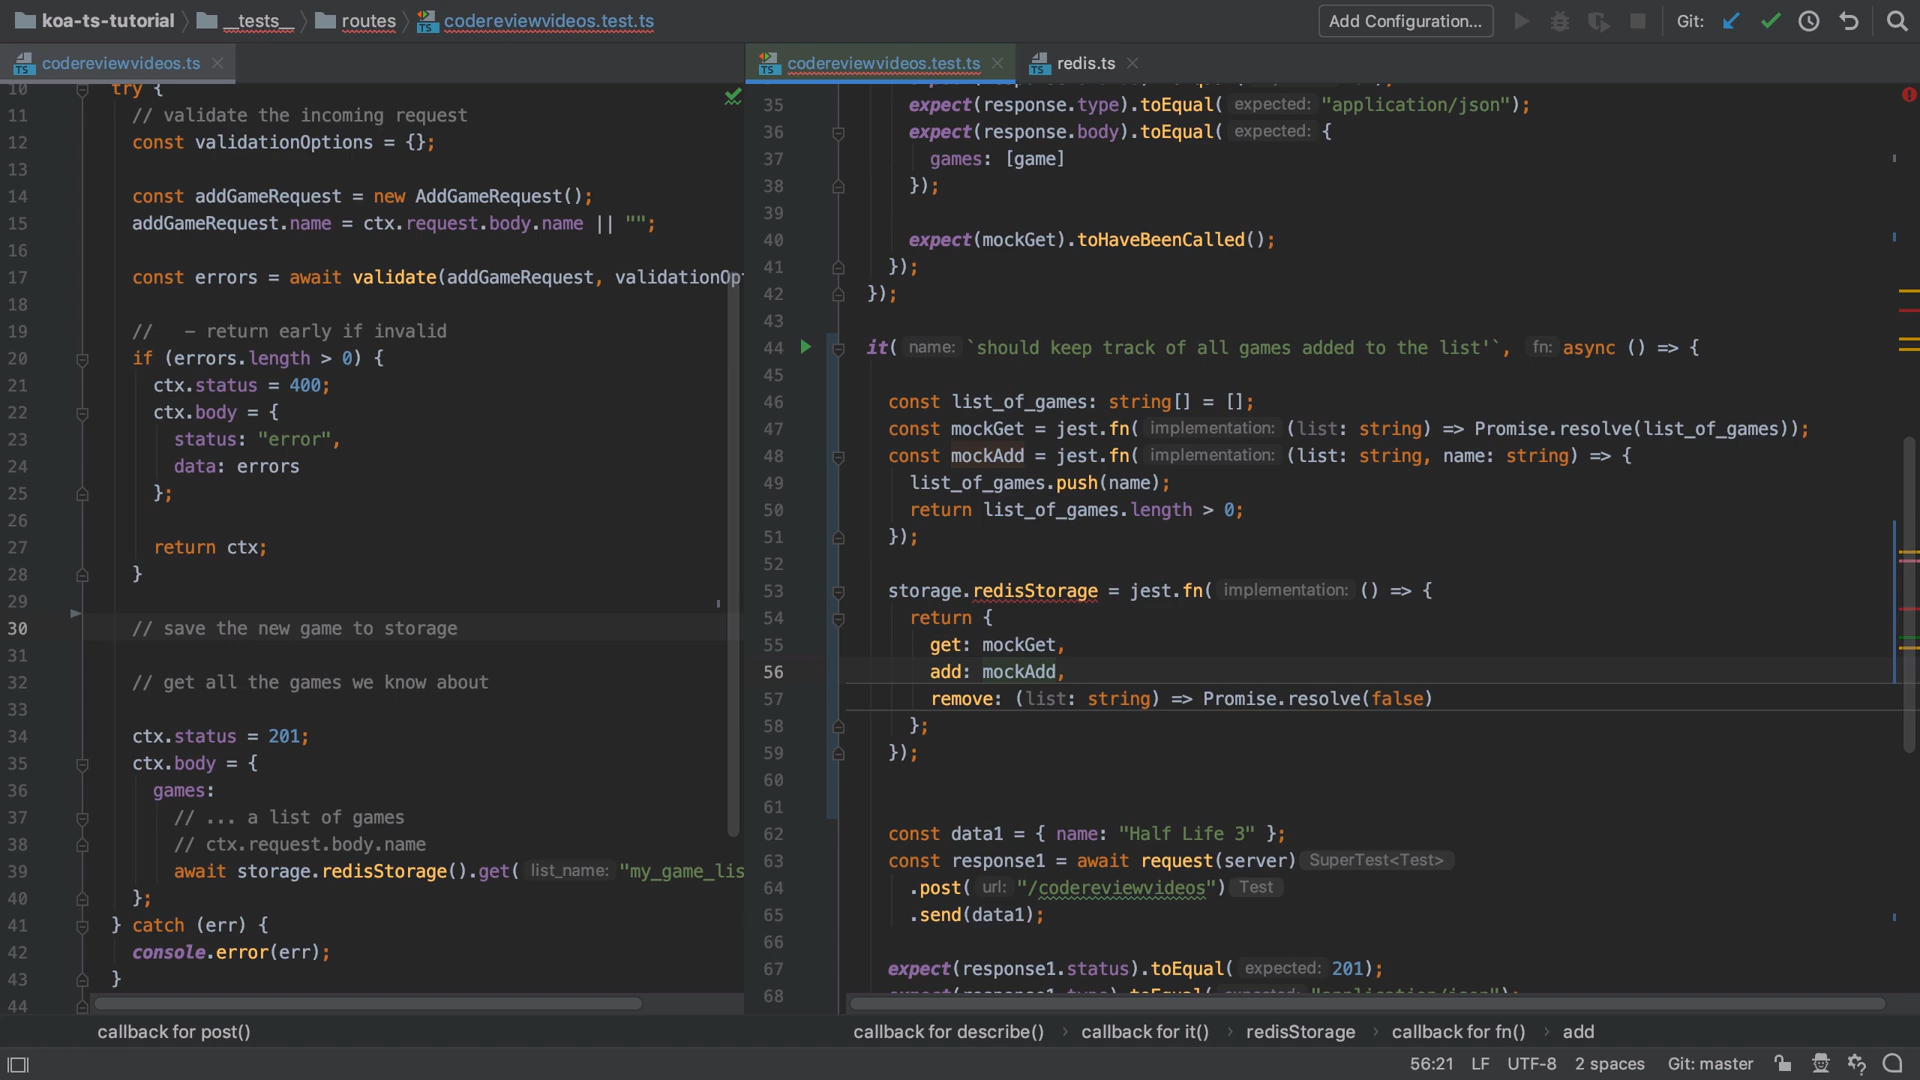 koa-ts-tutorial __tests__ routes codereviewvideos.test.ts Add Configuration... Git:
codereviewvideos.ts
codereviewvideos.test.ts redis.ts
10 try {
11 // validate the incoming request
12 const validationOptions = {};
13
14 const addGameRequest = new AddGameRequest();
15 addGameRequest.name = ctx.request.body.name || "";
16
17 const errors = await validate(addGameRequest, validationOpt
18
19 // – return early if invalid
20 if (errors.length > 0) {
21 ctx.status = 400;
22 ctx.body = {
23 status: "error",
24 data: errors
25 };
26
27 return ctx;
28 }
29
30 // save the new game to storage
31
32 // get all the games we know about
33
34 ctx.status = 201;
35 ctx.body = {
36 games:
37 // ... a list of games
38 // ctx.request.body.name
39 await storage.redisStorage().get( list_name: "my_game_lis
40 };
41 } catch (err) {
42 console.error(err);
43 }
44
callback for post()
35 expect(response.type).toEqual( expected: "application/json");
36 expect(response.body).toEqual( expected: {
37 games: [game]
38 });
39
40 expect(mockGet).toHaveBeenCalled();
41 });
42 });
43
44 it( name: `should keep track of all games added to the list'`, fn: async () => {
45
46 const list_of_games: string[] = [];
47 const mockGet = jest.fn( implementation: (list: string) => Promise.resolve(list_of_games));
48 const mockAdd = jest.fn( implementation: (list: string, name: string) => {
49 list_of_games.push(name);
50 return list_of_games.length > 0;
51 });
52
53 storage.redisStorage = jest.fn( implementation: () => {
54 return {
55 get: mockGet,
56 add: mockAdd,
57 remove: (list: string) => Promise.resolve(false)
58 };
59 });
60
61
62 const data1 = { name: "Half Life 3" };
63 const response1 = await request(server) SuperTest<Test>
64 .post( url: "/codereviewvideos") Test
65 .send(data1);
66
67 expect(response1.status).toEqual( expected: 201);
68 expect(response1.type).toEqual( expected: "application/json");
callback for describe() callback for it() redisStorage callback for fn() add
56:21 LF UTF-8 2 spaces Git: master